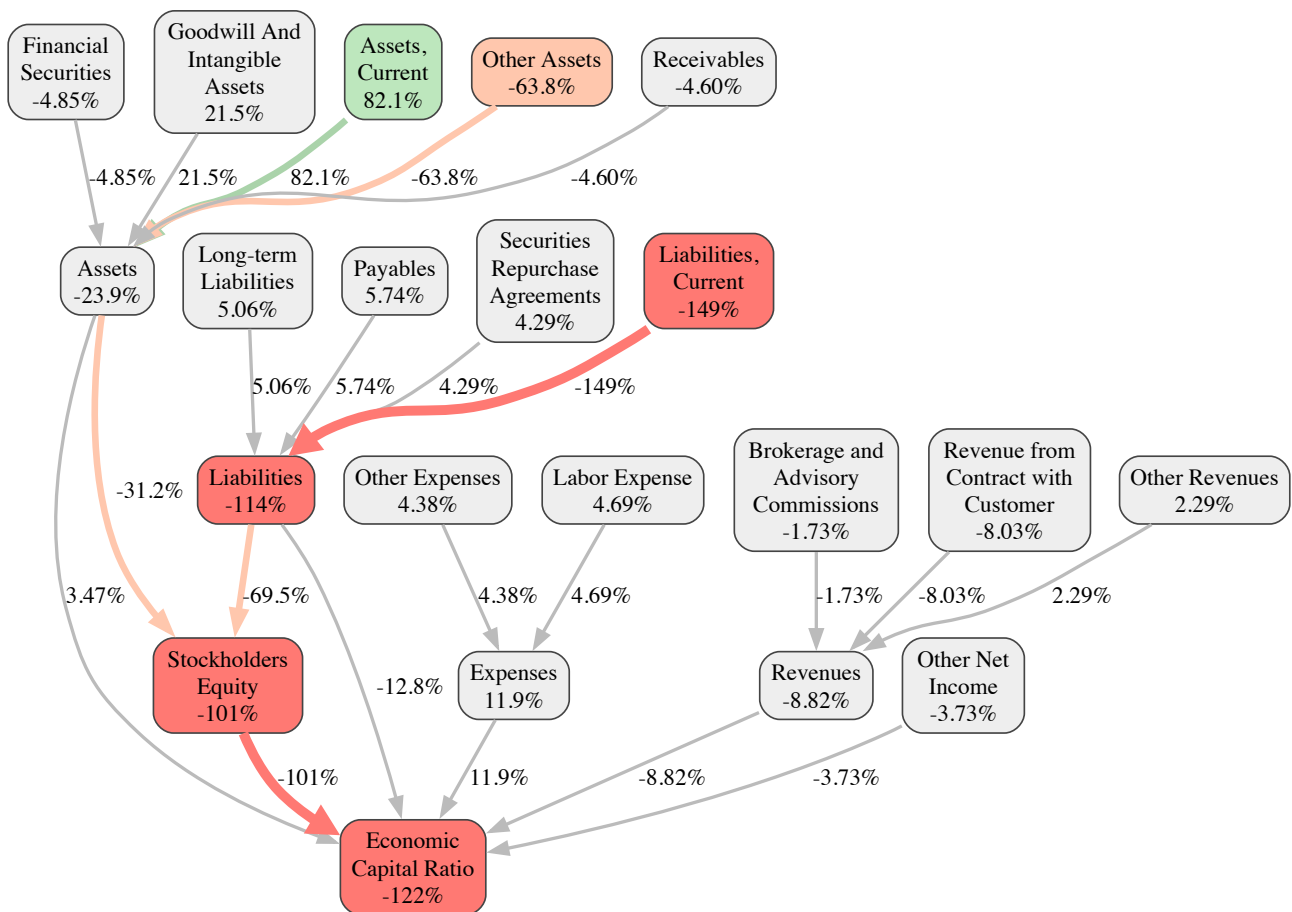 Financial
Securities
-4.85%
Goodwill And
Intangible
Assets
21.5%
Assets,
Current
82.1%
Other Assets
-63.8%
Receivables
-4.60%
-4.85%
21.5%
82.1%
-63.8%
-4.60%
Assets
-23.9%
Long-term
Liabilities
5.06%
Payables
5.74%
Securities
Repurchase
Agreements
4.29%
Liabilities,
Current
-149%
5.06%
5.74%
4.29%
-149%
-31.2%
Liabilities
-114%
Other Expenses
4.38%
Labor Expense
4.69%
Brokerage and
Advisory
Commissions
-1.73%
Revenue from
Contract with
Customer
-8.03%
Other Revenues
2.29%
3.47%
-69.5%
4.38%
4.69%
-1.73%
-8.03%
2.29%
Stockholders
Equity
-101%
-12.8%
Expenses
11.9%
Revenues
-8.82%
Other Net
Income
-3.73%
-101%
11.9%
-8.82%
-3.73%
Economic
Capital Ratio
-122%